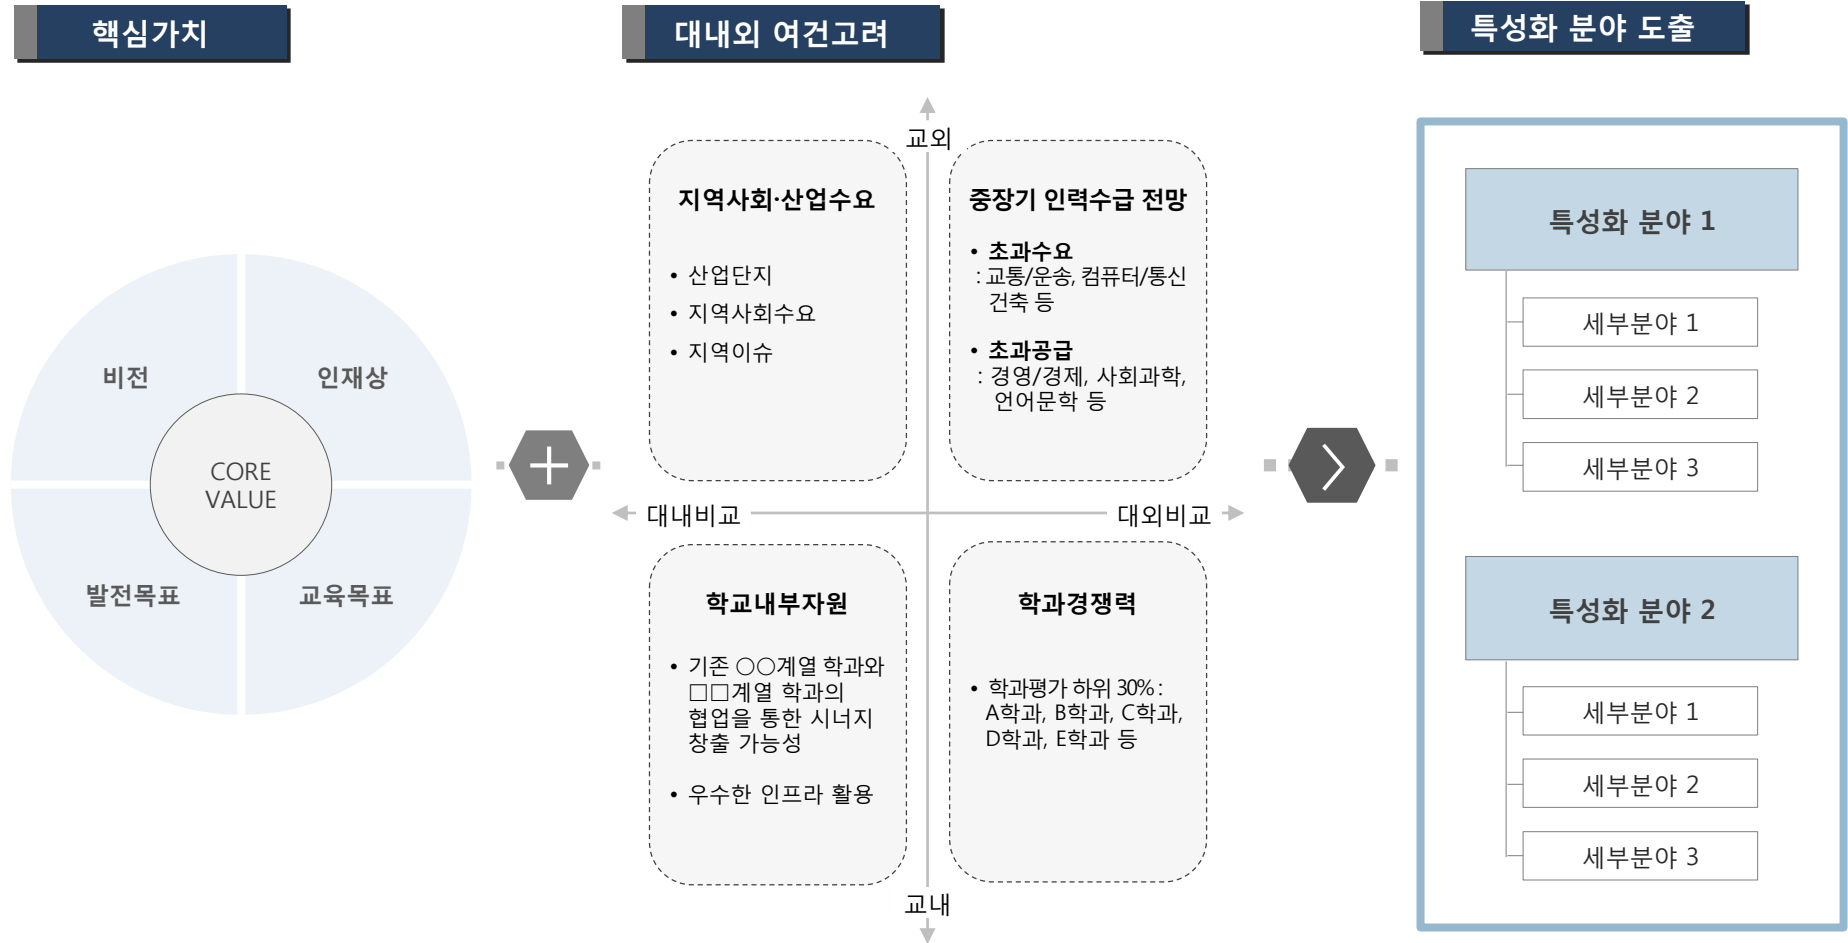 핵심가치
비전
인재상
CORE
VALUE
발전목표
교육목표
대내외 여건고려
교외
지역사회·산업수요
• 산업단지
• 지역사회수요
• 지역이슈
중장기 인력수급 전망
• 초과수요
: 교통/운송, 컴퓨터/통신
건축 등
• 초과공급
: 경영/경제, 사회과학,
언어문학 등
대내비교
대외비교
학교내부자원
• 기존 ○○계열 학과와
□□계열 학과의
협업을 통한 시너지
창출 가능성
• 우수한 인프라 활용
학과경쟁력
• 학과평가 하위 30% :
A학과, B학과, C학과,
D학과, E학과 등
교내
특성화 분야 도출
특성화 분야 1
세부분야 1
세부분야 2
세부분야 3
특성화 분야 2
세부분야 1
세부분야 2
세부분야 3